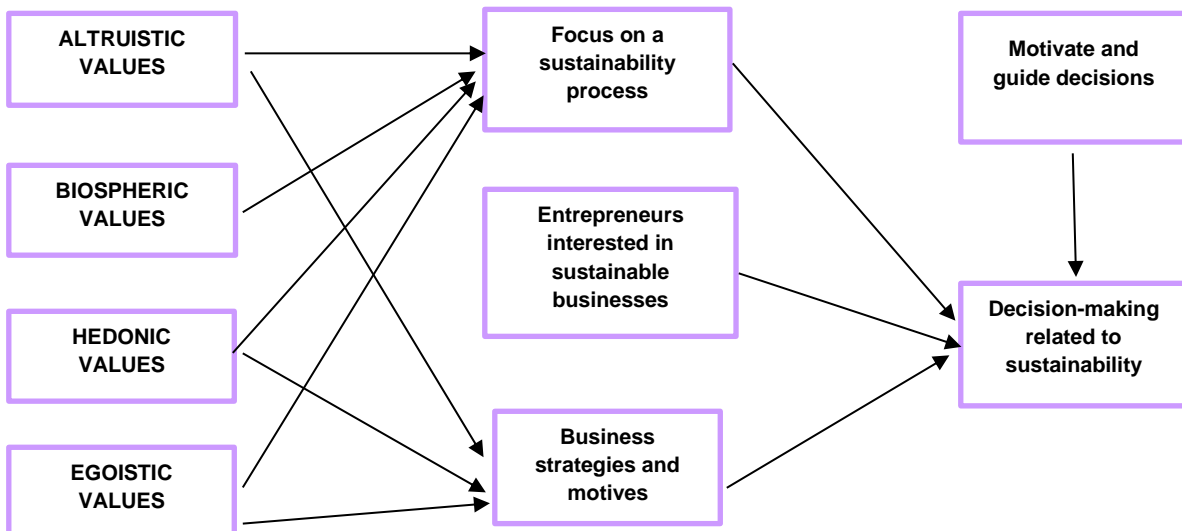 ALTRUISTIC
VALUES
BIOSPHERIC
VALUES
HEDONIC
VALUES
EGOISTIC
VALUES
Focus on a
sustainability
process
Entrepreneurs
interested in
sustainable
businesses
Business
strategies and
motives
Motivate and
guide decisions
Decision-making
related to
sustainability